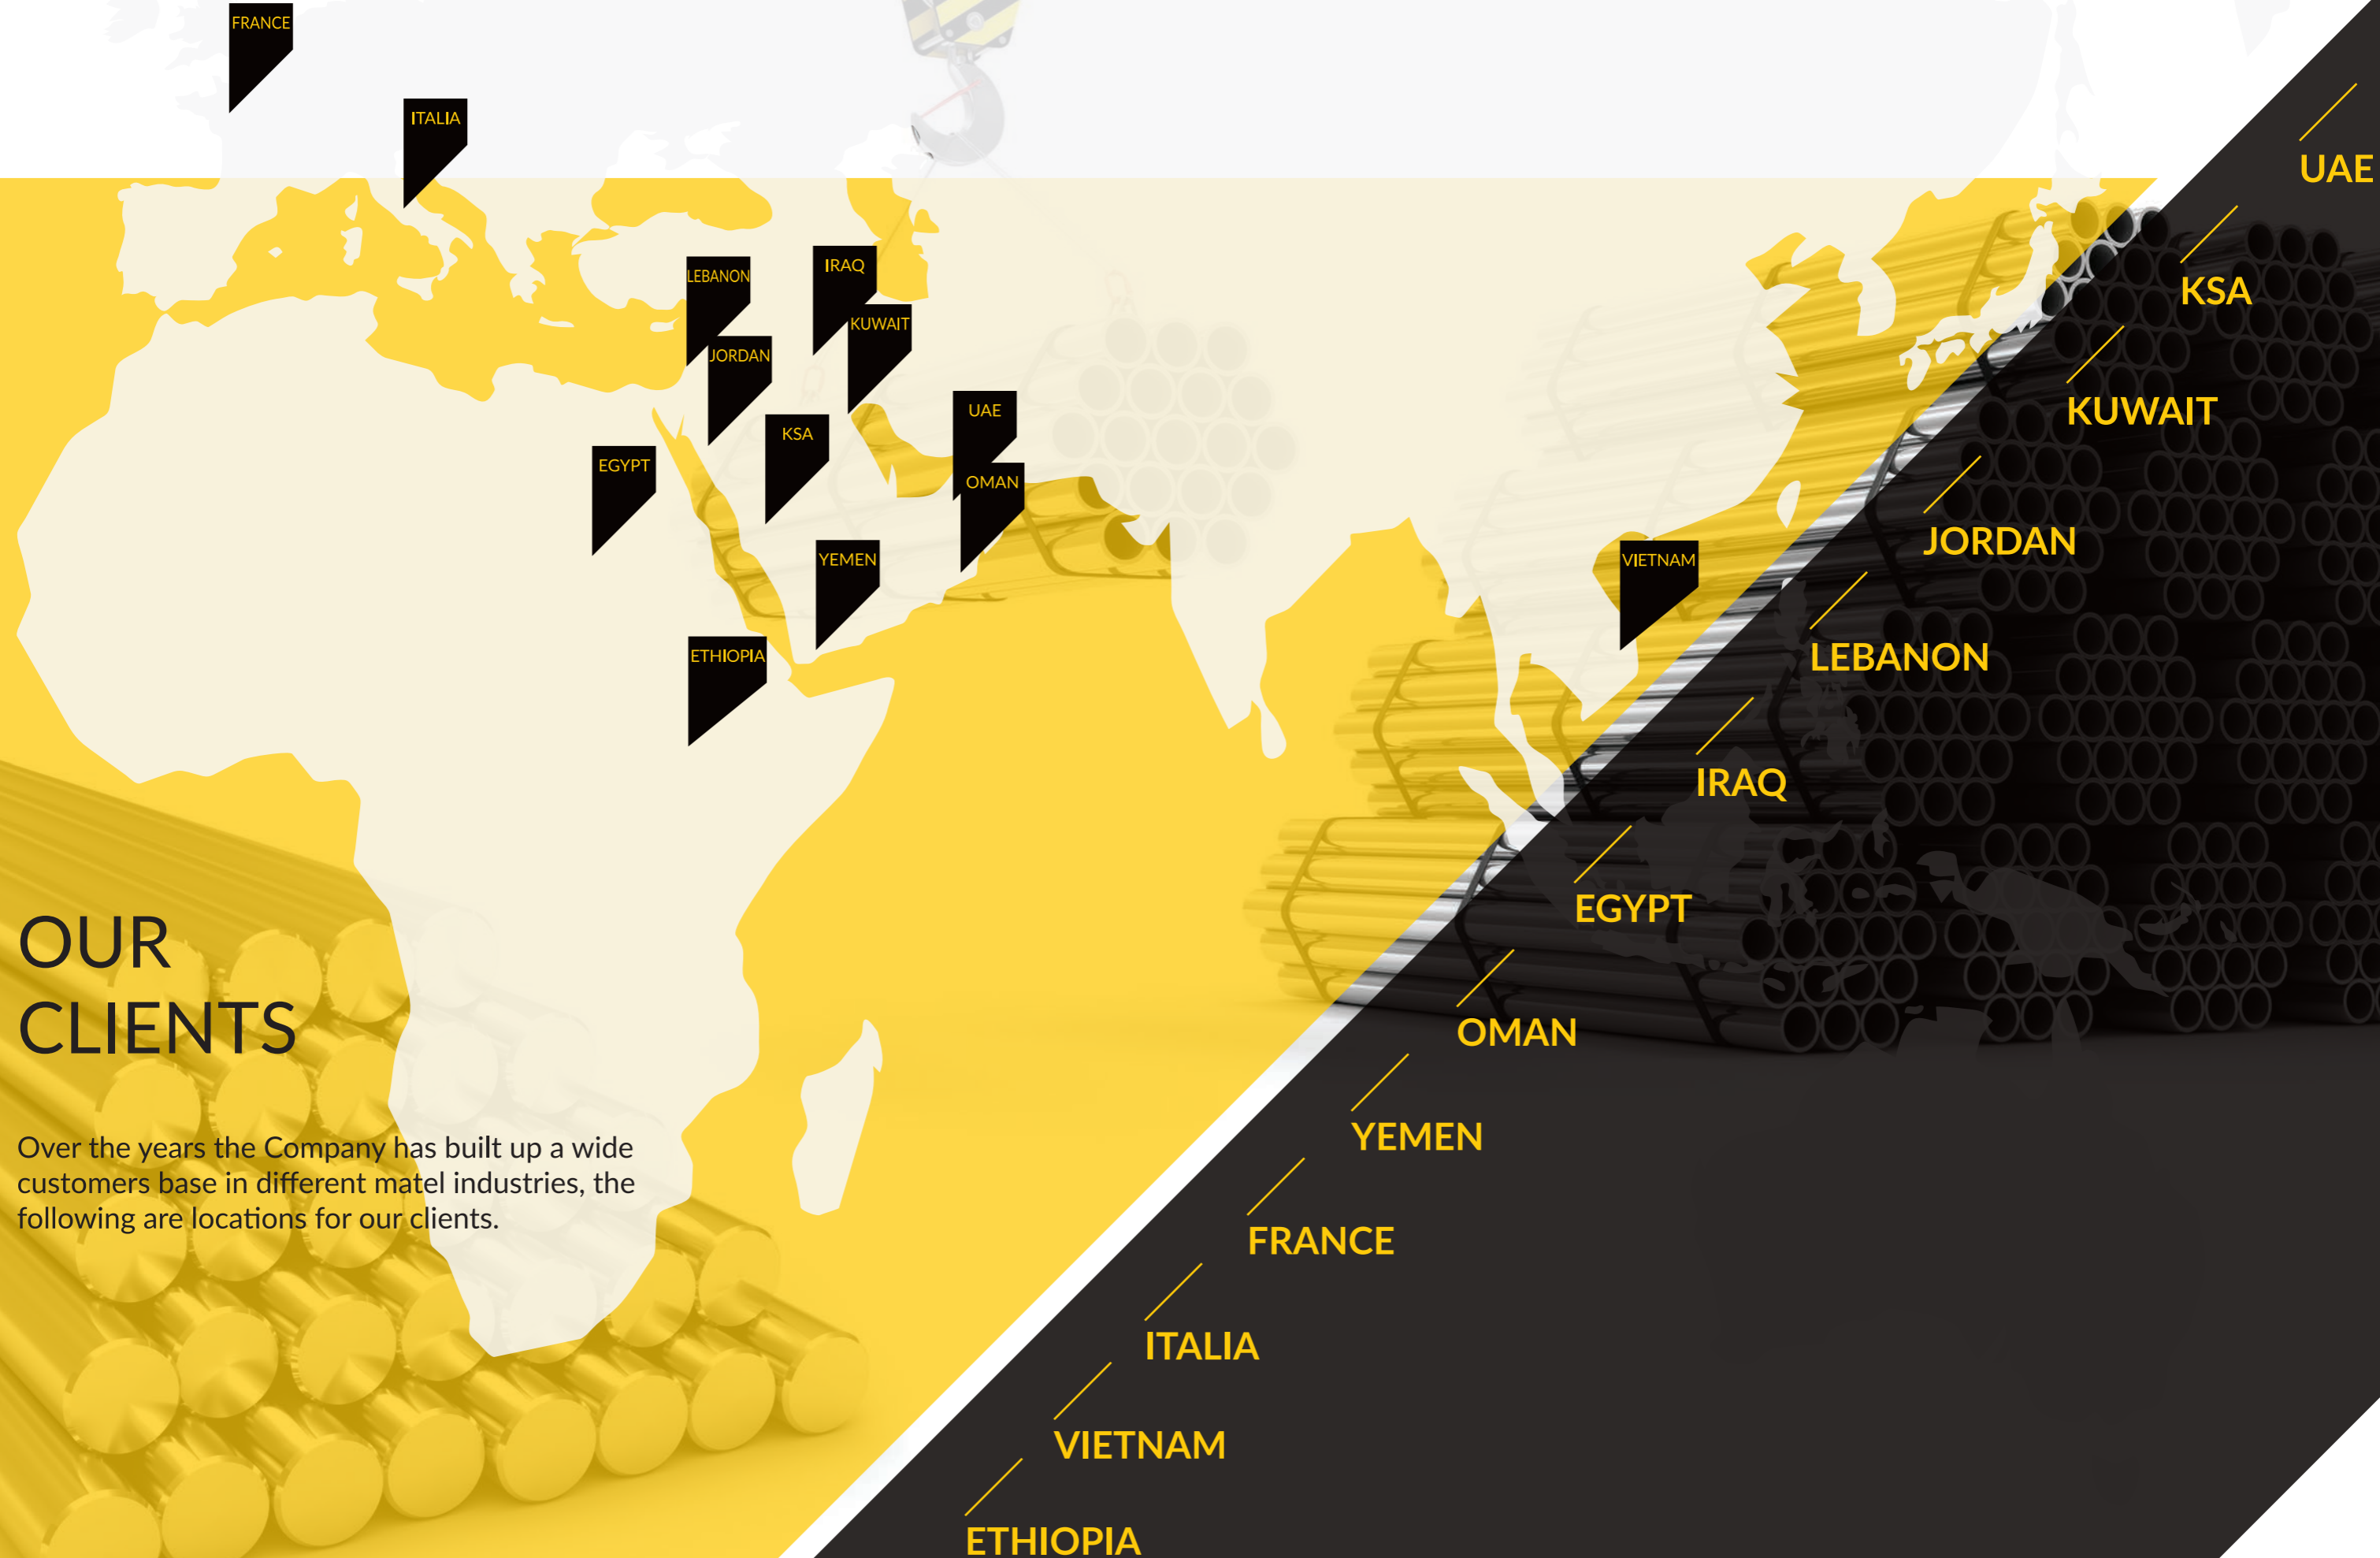 FRANCE
ITALIA
LEBANON
IRAQ
KUWAIT
JORDAN
UAE
KSA
EGYPT
OMAN
YEMEN
VIETNAM
ETHIOPIA
OUR
CLIENTS
Over the years the Company has built up a wide
customers base in different matel industries, the
following are locations for our clients.
UAE
KSA
KUWAIT
JORDAN
LEBANON
IRAQ
EGYPT
OMAN
YEMEN
FRANCE
ITALIA
VIETNAM
ETHIOPIA